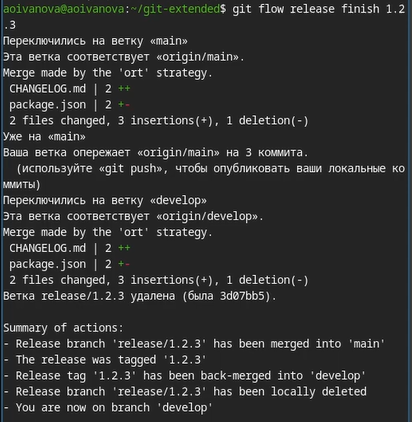 aoivanova@aoivanova:~/git-extended$ git flow release finish 1.2
.3
Переключились на ветку «main»
Эта ветка соответствует «origin/main».
Merge made by the 'ort' strategy.
 CHANGELOG.md | 2 ++
 package.json | 2 +-
 2 files changed, 3 insertions(+), 1 deletion(-)
Уже на «main»
Ваша ветка опережает «origin/main» на 3 коммита.
  (используйте «git push», чтобы опубликовать ваши локальные ко
ммиты)
Переключились на ветку «develop»
Эта ветка соответствует «origin/develop».
Merge made by the 'ort' strategy.
 CHANGELOG.md | 2 ++
 package.json | 2 +-
 2 files changed, 3 insertions(+), 1 deletion(-)
Ветка release/1.2.3 удалена (была 3d07bb5).

Summary of actions:
- Release branch 'release/1.2.3' has been merged into 'main'
- The release was tagged '1.2.3'
- Release tag '1.2.3' has been back-merged into 'develop'
- Release branch 'release/1.2.3' has been locally deleted
- You are now on branch 'develop'